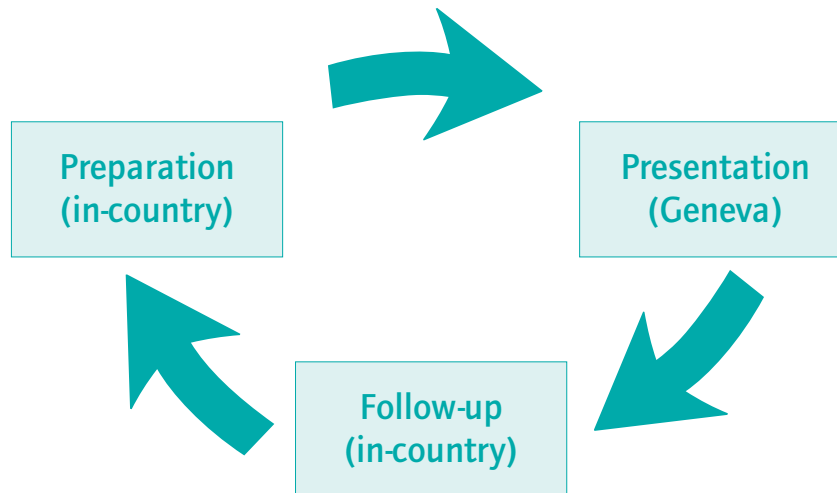 Preparation
(in-country)
Presentation
(Geneva)
Follow-up
(in-country)